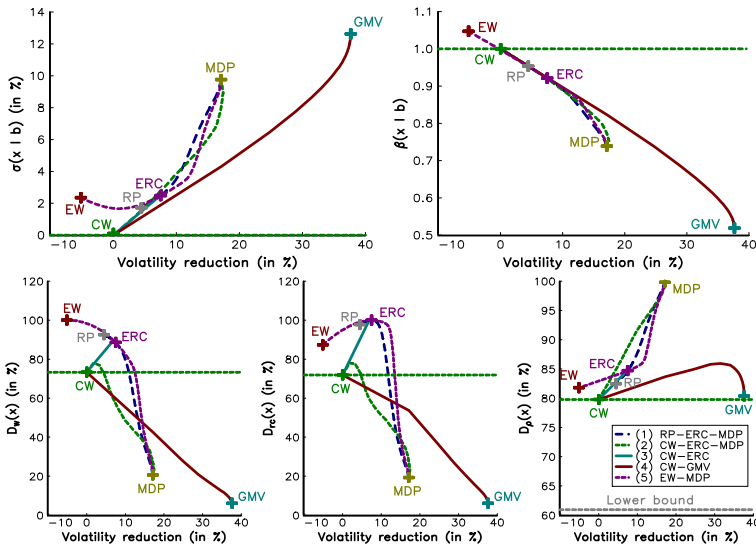 σ(x | b) (in %)
14
12
10
8
6
4
2
0
−10
0
10
20
30
40
Volatility reduction (in %)
GMV
MDP
ERC
RP
EW
CW
β(x | b)
1.1
1.0
0.9
0.8
0.7
0.6
0.5
−10
0
10
20
30
40
Volatility reduction (in %)
EW
CW
RP
ERC
MDP
GMV
D_w(x) (in %)
120
100
80
60
40
20
0
−10
0
10
20
30
40
Volatility reduction (in %)
EW
RP
ERC
CW
MDP
GMV
D_rc(x) (in %)
120
100
80
60
40
20
0
−10
0
10
20
30
40
Volatility reduction (in %)
RP
ERC
EW
CW
MDP
GMV
D_ρ(x) (in %)
100
95
90
85
80
75
70
65
60
−10
0
10
20
30
40
Volatility reduction (in %)
MDP
ERC
EW
RP
CW
GMV
(1) RP−ERC−MDP
(2) CW−ERC−MDP
(3) CW−ERC
(4) CW−GMV
(5) EW−MDP
Lower bound